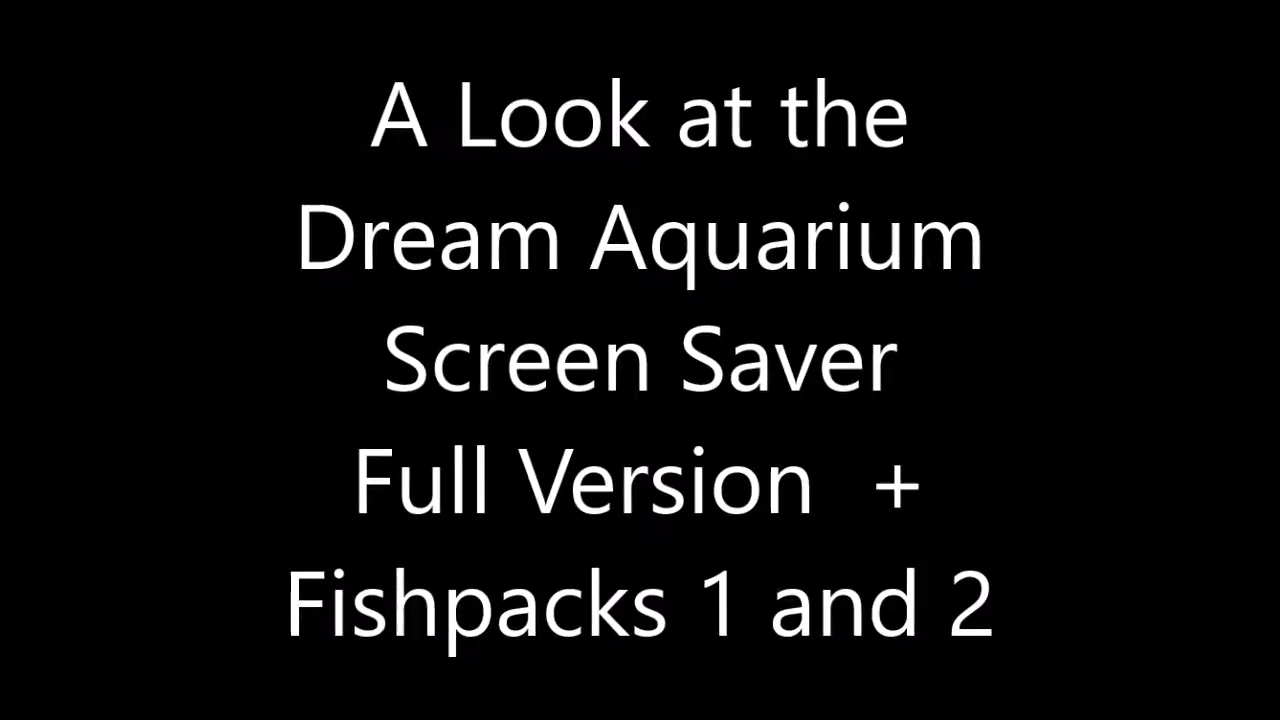 A Look at the
Dream Aquarium
Screen Saver
Full Version  +
Fishpacks 1 and 2